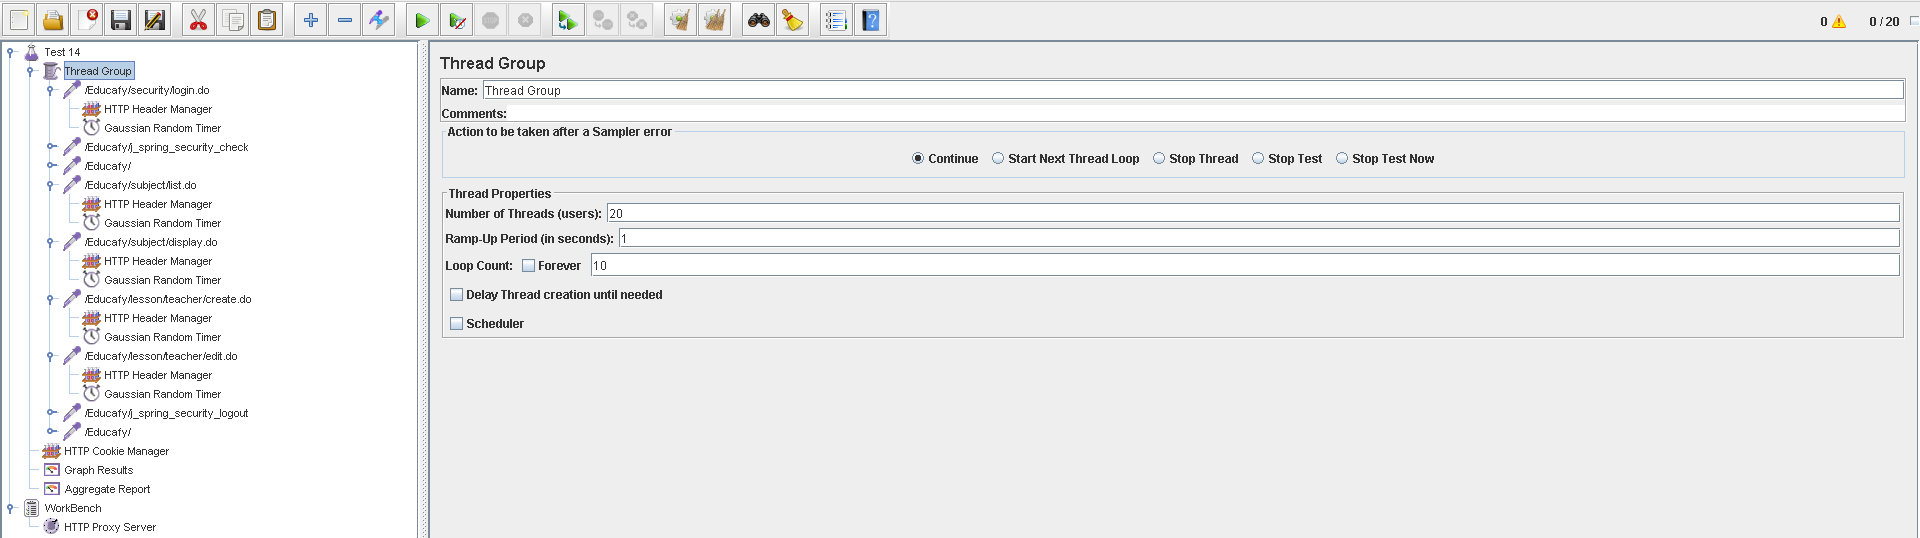 0 0 / 20
Test 14
Thread Group
/Educafy/security/login.do
HTTP Header Manager
Gaussian Random Timer
/Educafy/j_spring_security_check
/Educafy/
/Educafy/subject/list.do
HTTP Header Manager
Gaussian Random Timer
/Educafy/subject/display.do
HTTP Header Manager
Gaussian Random Timer
/Educafy/lesson/teacher/create.do
HTTP Header Manager
Gaussian Random Timer
/Educafy/lesson/teacher/edit.do
HTTP Header Manager
Gaussian Random Timer
/Educafy/j_spring_security_logout
/Educafy/
HTTP Cookie Manager
Graph Results
Aggregate Report
WorkBench
HTTP Proxy Server
Thread Group
Name: Thread Group
Comments:
Action to be taken after a Sampler error
Continue Start Next Thread Loop Stop Thread Stop Test Stop Test Now
Thread Properties
Number of Threads (users): 20
Ramp-Up Period (in seconds): 1
Loop Count: Forever 10
Delay Thread creation until needed
Scheduler